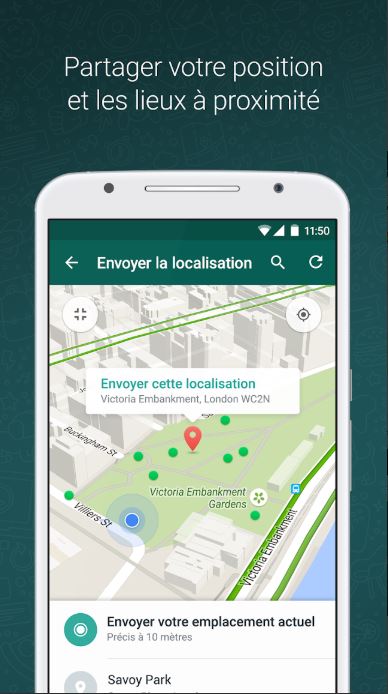 Partager votre position
et les lieux à proximité
11:50
Envoyer la localisation
Envoyer cette localisation
Victoria Embankment, London WC2N
Buckingham St
Victoria Embankment
Gardens
Villiers St
Victoria Embankment
Envoyer votre emplacement actuel
Précis à 10 mètres
Savoy Park